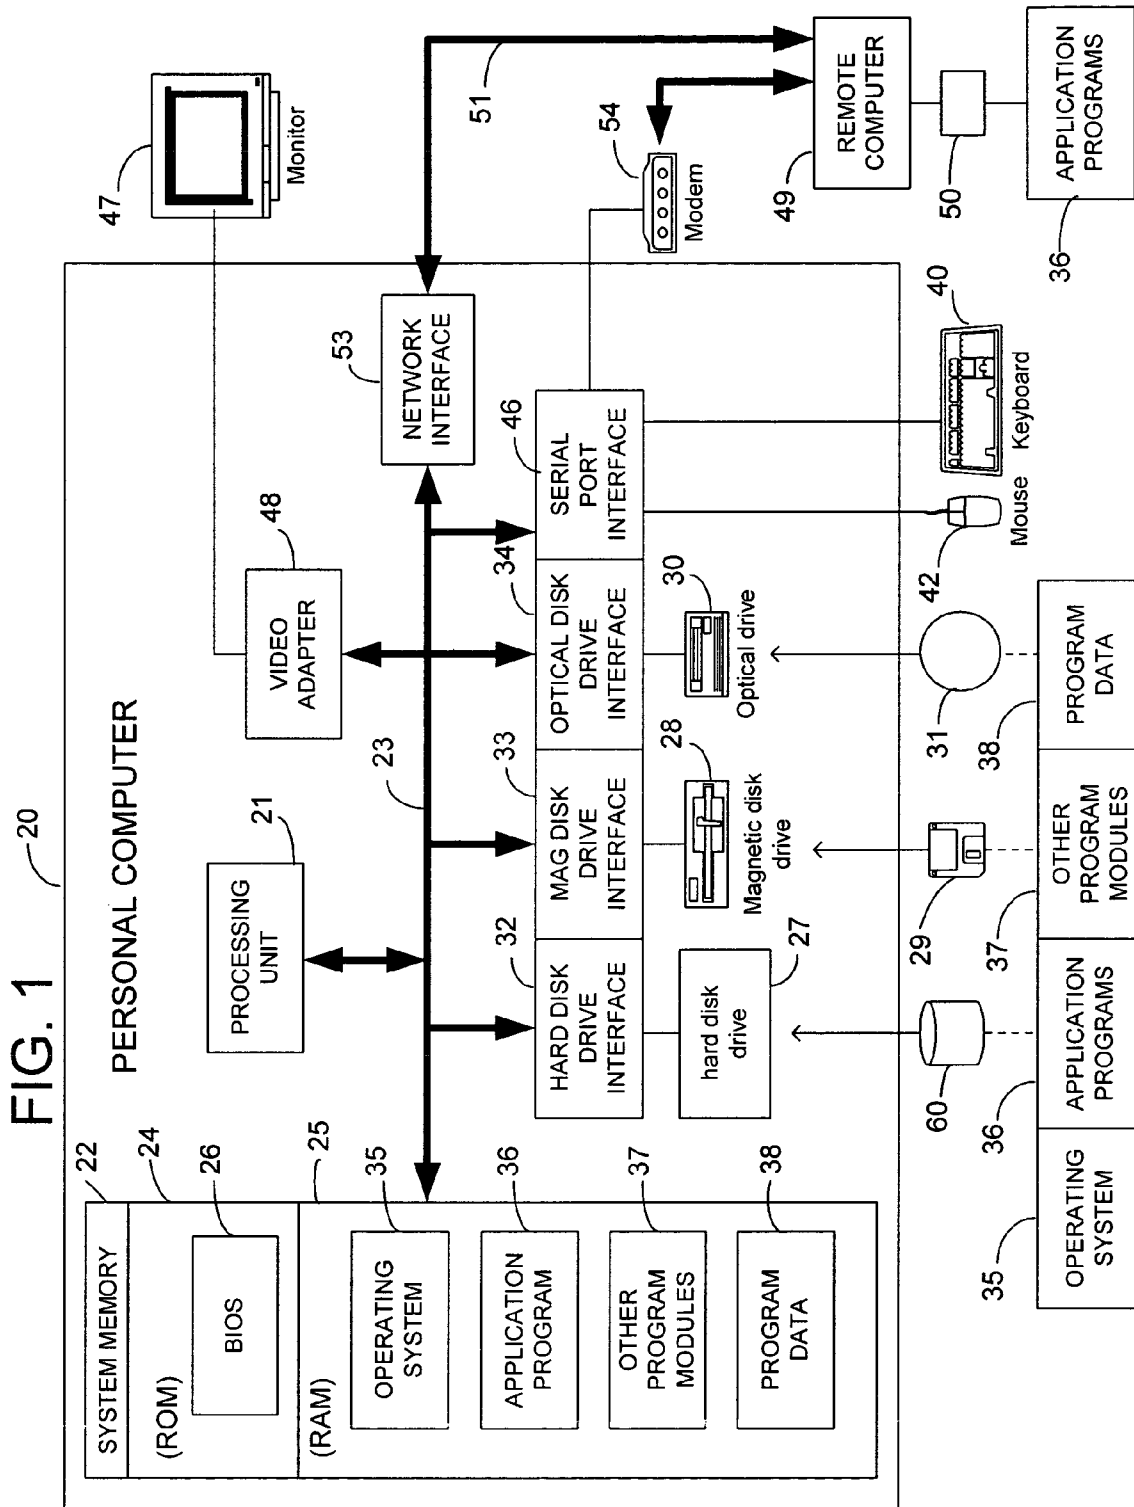 FIG. 1
20
PERSONAL COMPUTER
SYSTEM MEMORY
22
(ROM)
24
BIOS
26
(RAM)
25
OPERATING
SYSTEM
35
APPLICATION
PROGRAM
36
OTHER
PROGRAM
MODULES
37
PROGRAM
DATA
38
PROCESSING
UNIT
21
VIDEO
ADAPTER
48
47
Monitor
23
NETWORK
INTERFACE
53
51
HARD DISK
DRIVE
INTERFACE
32
MAG DISK
DRIVE
INTERFACE
33
OPTICAL DISK
DRIVE
INTERFACE
34
SERIAL
PORT
INTERFACE
46
hard disk
drive
27
Magnetic disk
drive
28
Optical drive
30
Modem
54
REMOTE
COMPUTER
49
50
APPLICATION
PROGRAMS
36
60
29
31
42
Mouse
Keyboard
40
OPERATING
SYSTEM
35
APPLICATION
PROGRAMS
36
OTHER
PROGRAM
MODULES
37
PROGRAM
DATA
38